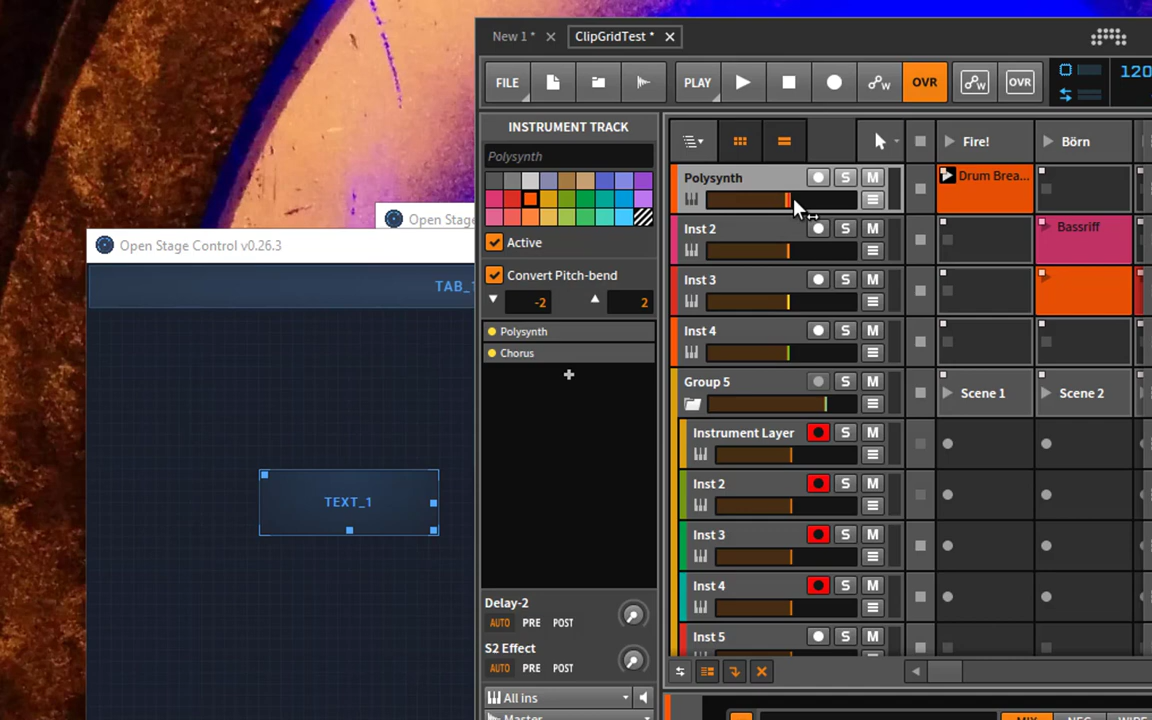 New 1 *
ClipGridTest *
FILE
PLAY
OVR
OVR
120
INSTRUMENT TRACK
Polysynth
Active
Convert Pitch-bend
-2
2
Polysynth
Chorus
Delay-2
AUTO PRE POST
S2 Effect
AUTO PRE POST
All ins
Master
Fire!
Börn
Polysynth
S M
Drum Brea...
Inst 2
S M
Bassriff
Inst 3
S M
Inst 4
S M
Group 5
S M
Scene 1
Scene 2
Instrument Layer
S M
Inst 2
S M
Inst 3
S M
Inst 4
S M
Inst 5
S M
MIX
Open Stage
Open Stage Control v0.26.3
TAB_1
TEXT_1